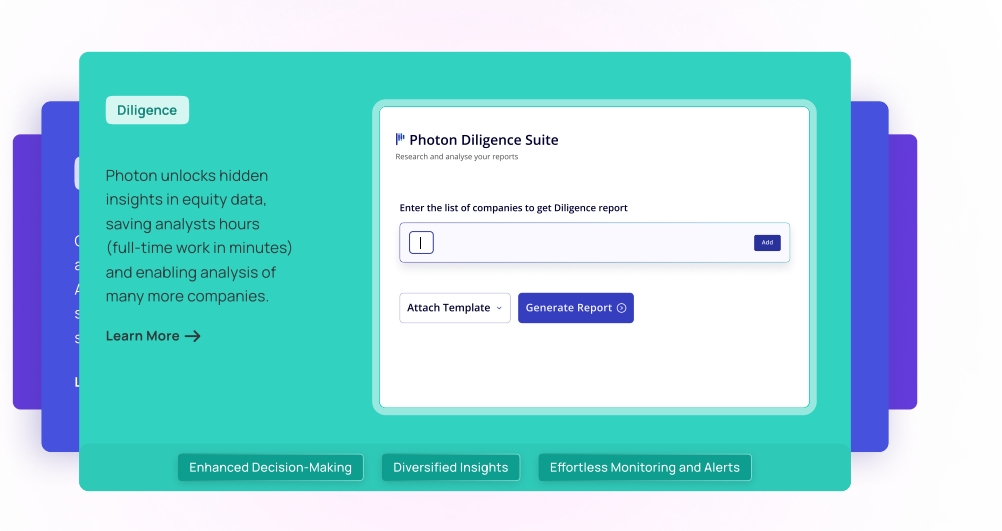 Diligence
Photon unlocks hidden
insights in equity data,
saving analysts hours
(full-time work in minutes)
and enabling analysis of
many more companies.
Learn More
Photon Diligence Suite
Research and analyse your reports
Enter the list of companies to get Diligence report
Add
Attach Template
Generate Report
Enhanced Decision-Making
Diversified Insights
Effortless Monitoring and Alerts